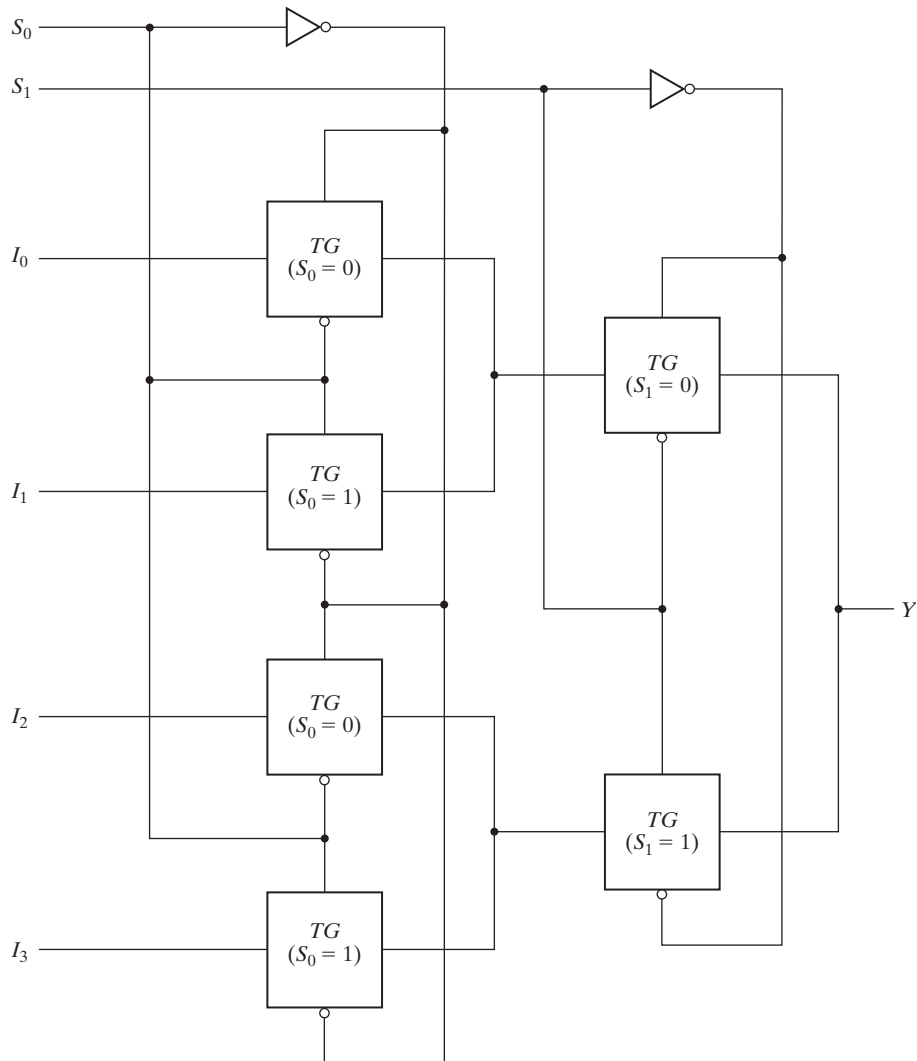 S₀
S₁
I₀
TG
(S₀ = 0)
TG
(S₁ = 0)
I₁
TG
(S₀ = 1)
Y
I₂
TG
(S₀ = 0)
TG
(S₁ = 1)
I₃
TG
(S₀ = 1)